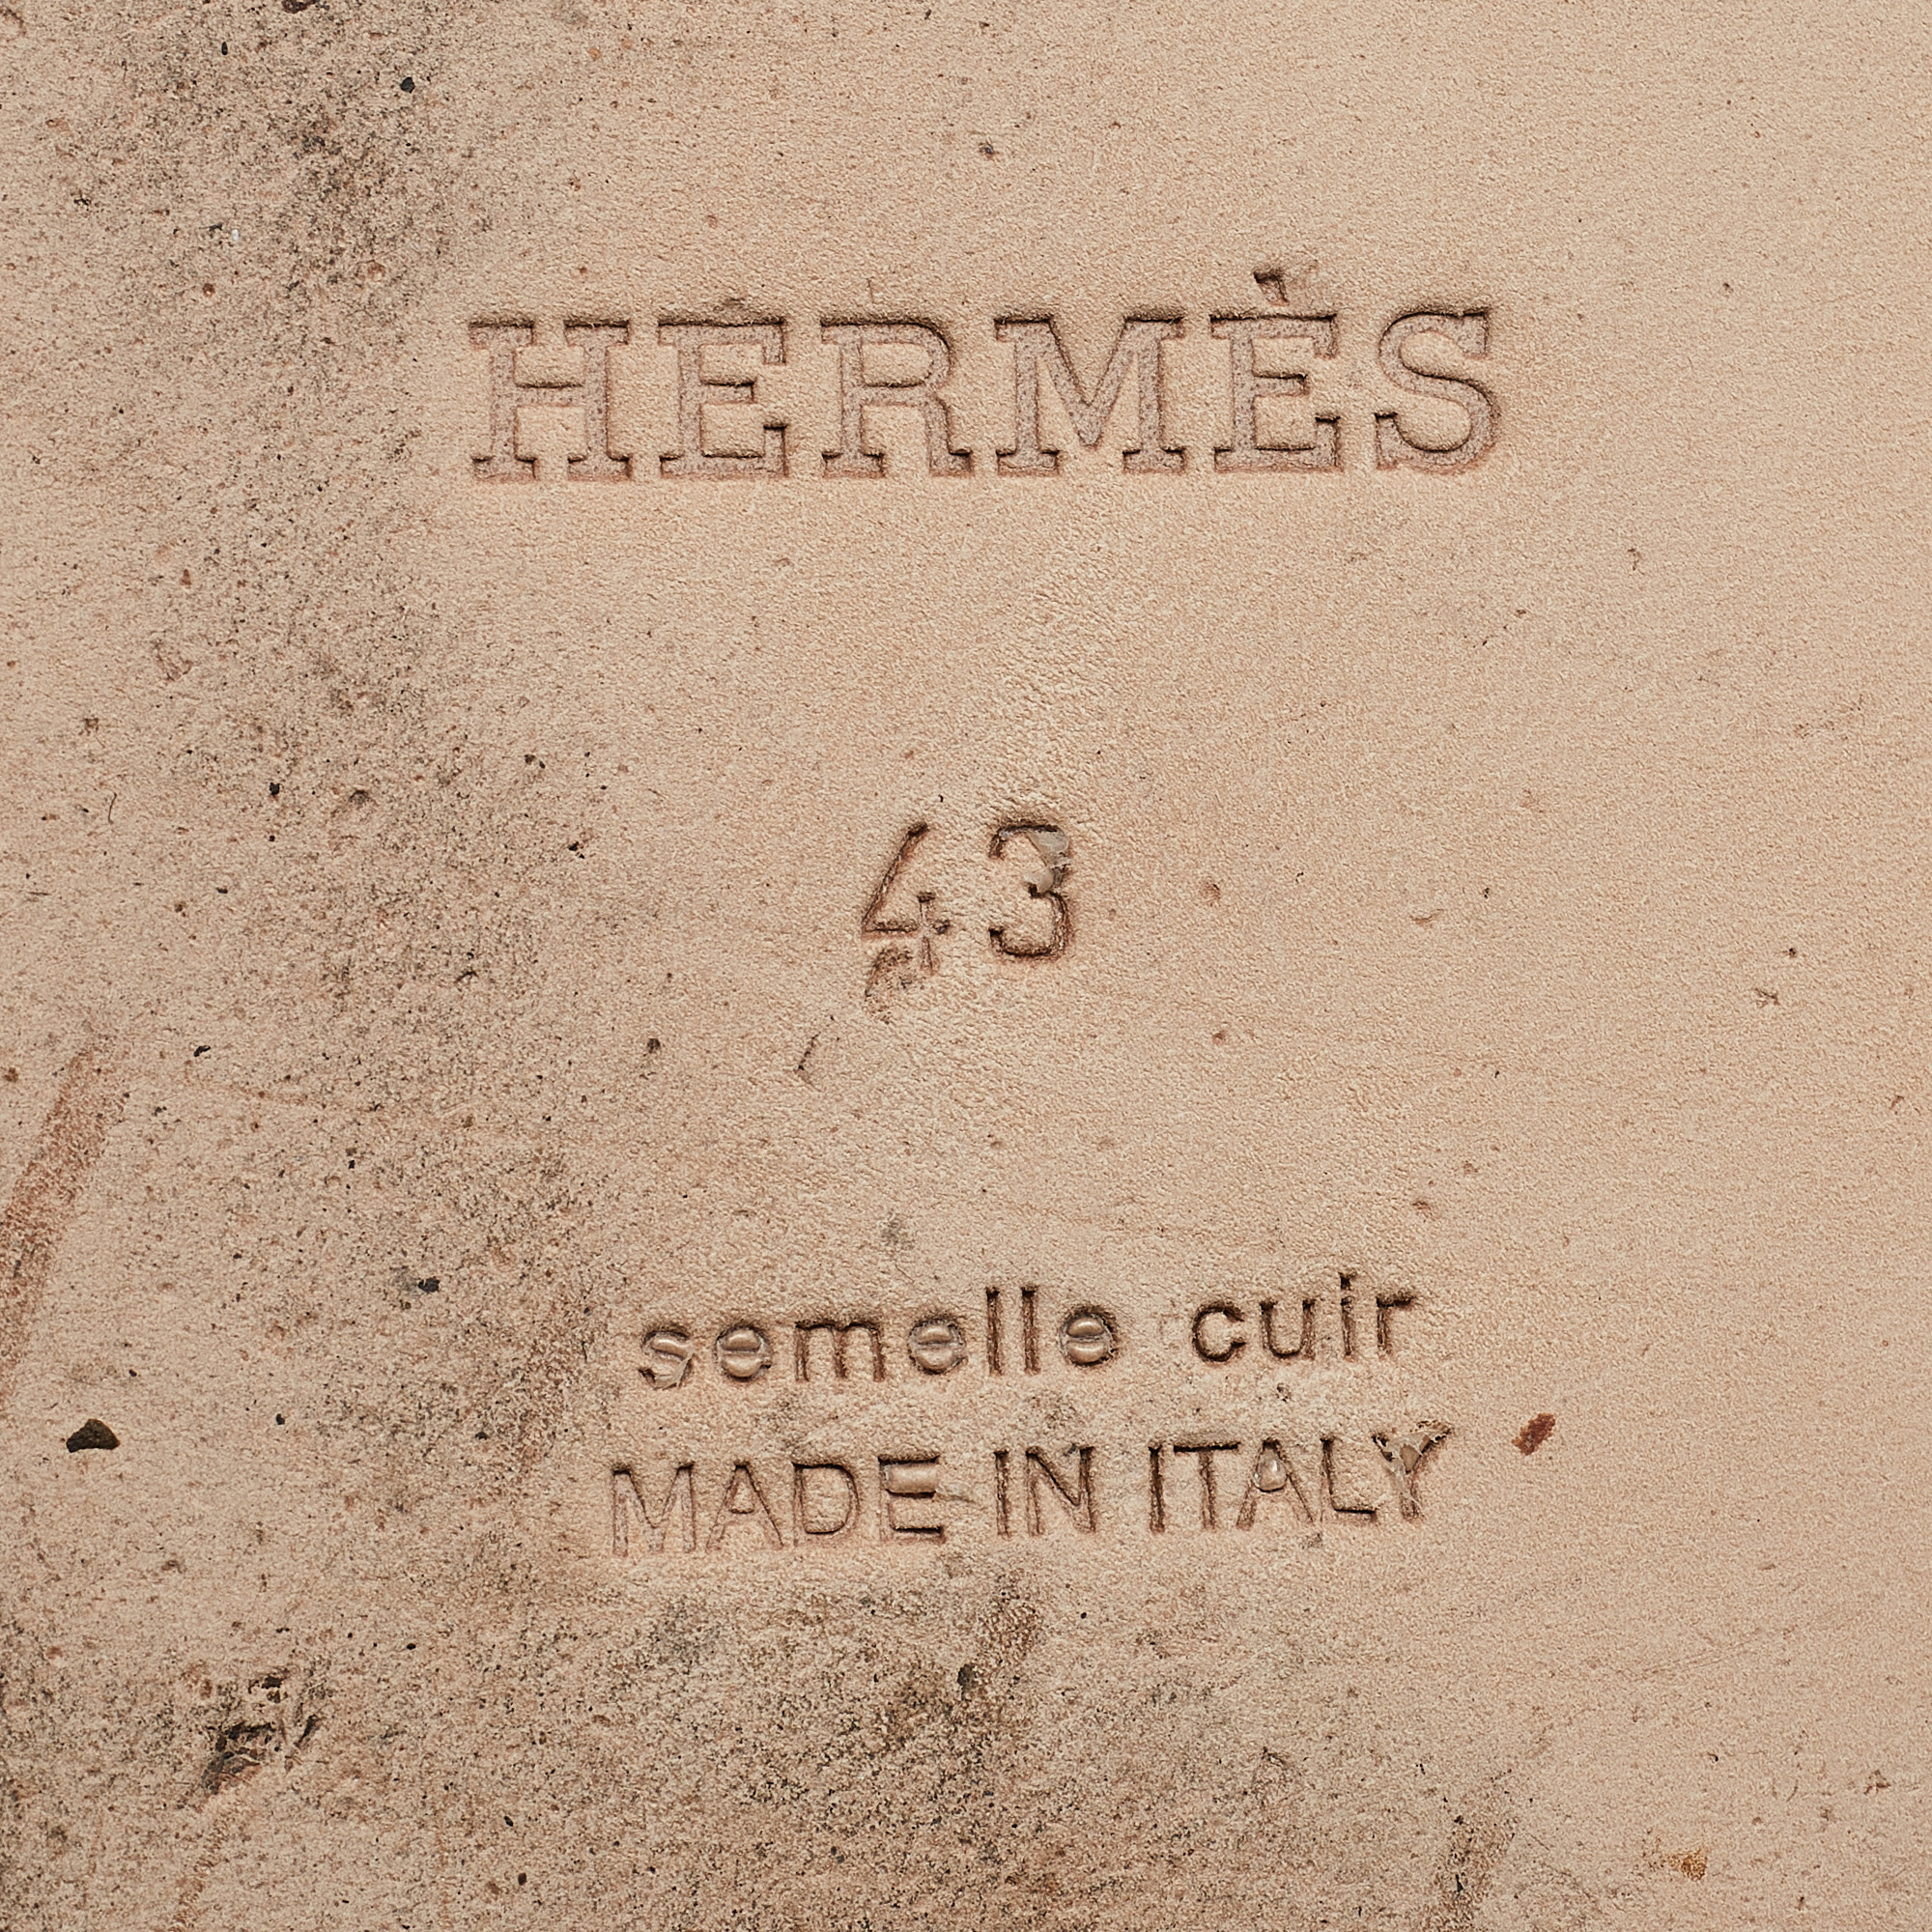 HERMÈS
43
semelle cuir
MADE IN ITALY